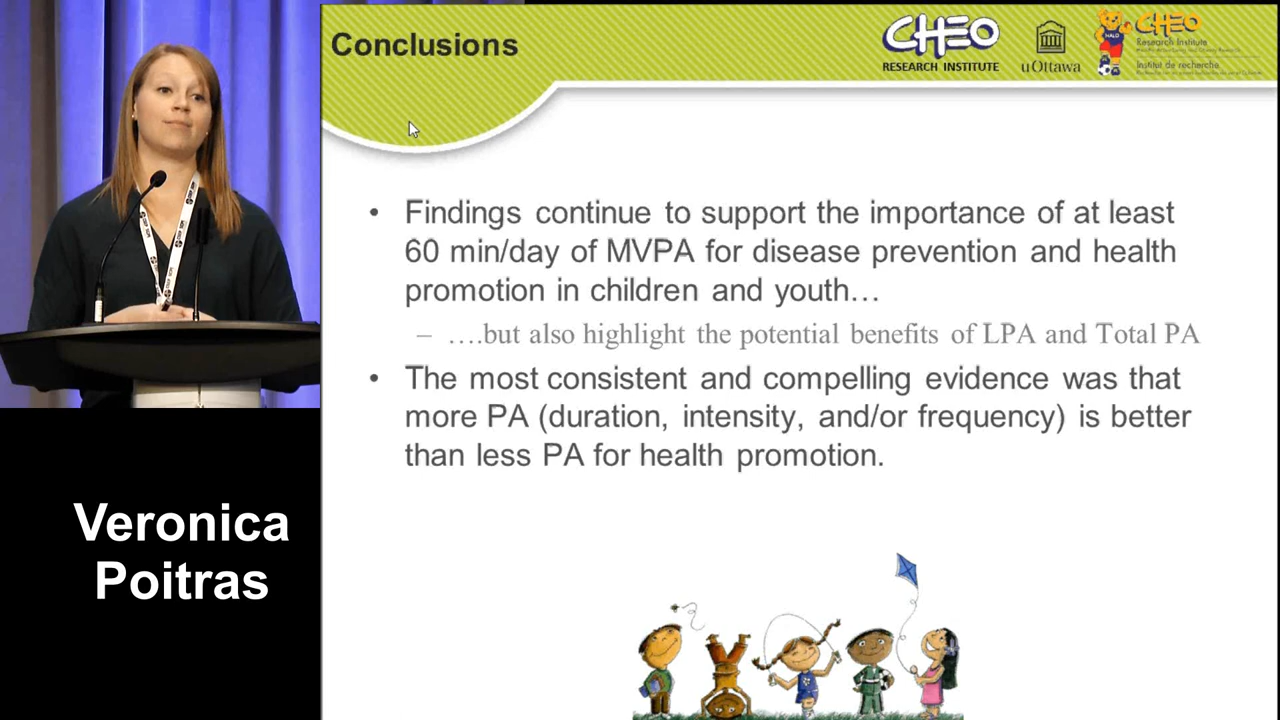 Conclusions
CHEO
RESEARCH INSTITUTE
uOttawa
CHEO
Research Institute
Institut de recherche
• Findings continue to support the importance of at least
60 min/day of MVPA for disease prevention and health
promotion in children and youth…
– ….but also highlight the potential benefits of LPA and Total PA
• The most consistent and compelling evidence was that
more PA (duration, intensity, and/or frequency) is better
than less PA for health promotion.
Veronica
Poitras